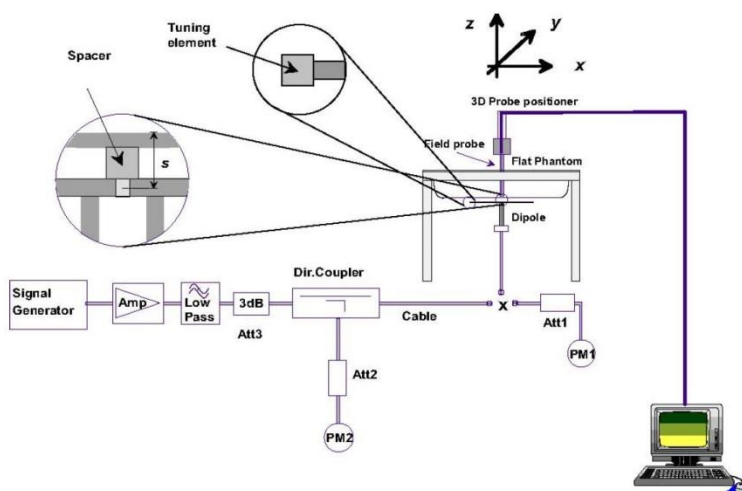 Tuning
element
Spacer
s
z
y
x
3D Probe positioner
Field probe
Flat Phantom
Dipole
Dir.Coupler
Signal
Generator
Amp
Low
Pass
3dB
Att3
Cable
x
Att1
PM1
Att2
PM2